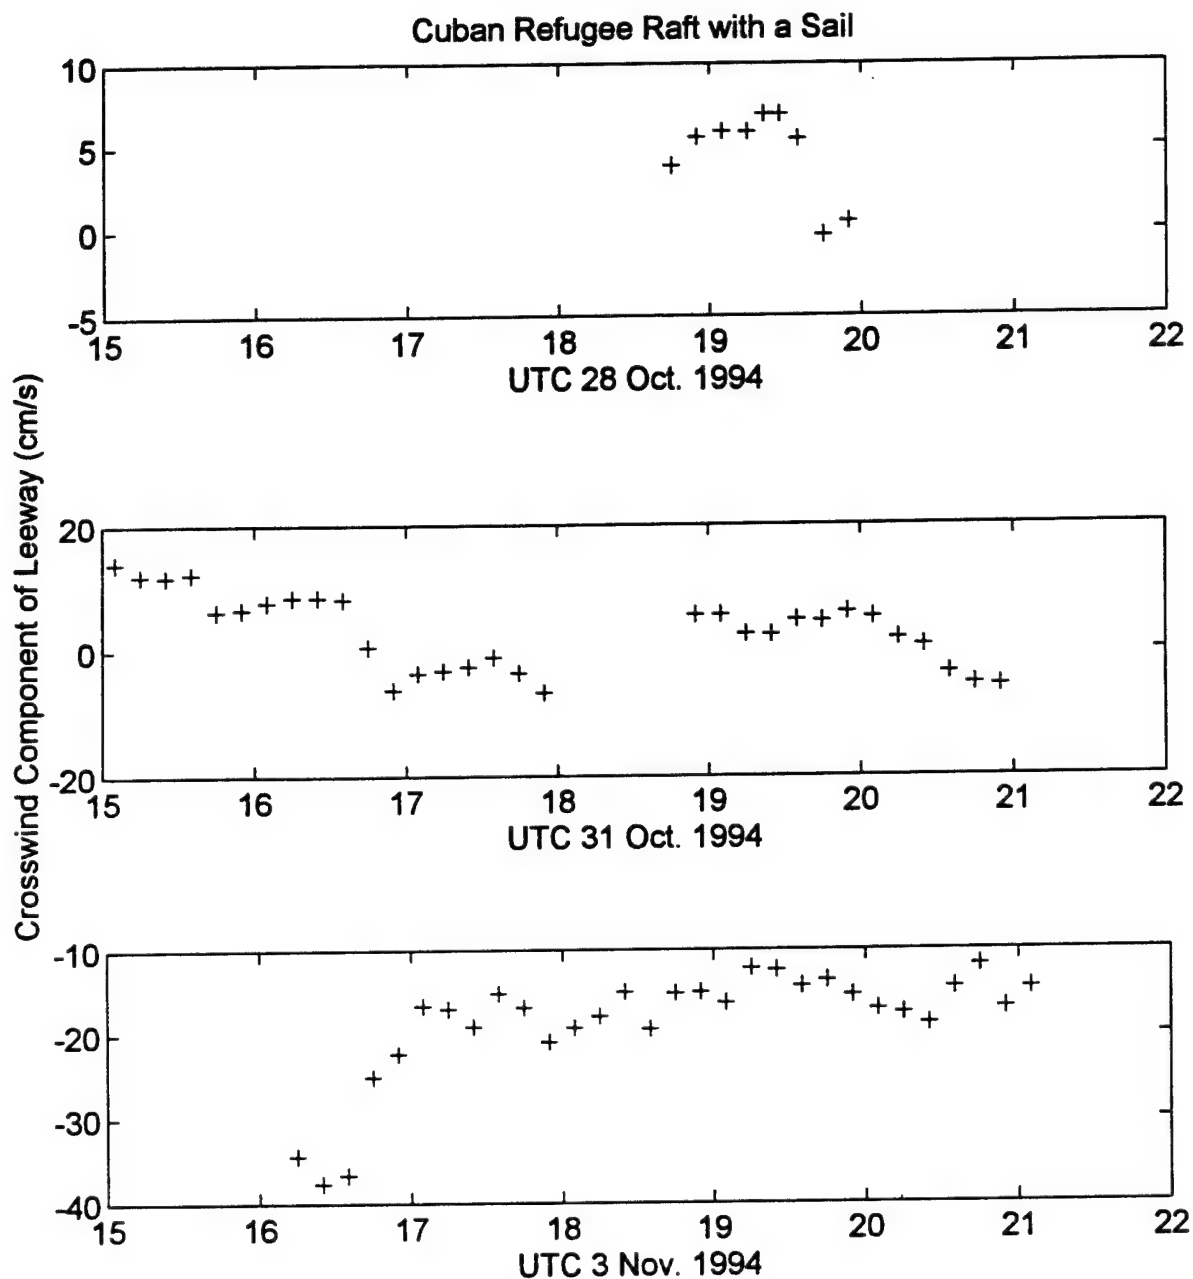 Cuban Refugee Raft with a Sail
10
5
0
-5
15 16 17 18 19 20 21 22
UTC 28 Oct. 1994
Crosswind Component of Leeway (cm/s)
20
0
-20
15 16 17 18 19 20 21 22
UTC 31 Oct. 1994
-10
-20
-30
-40
15 16 17 18 19 20 21 22
UTC 3 Nov. 1994